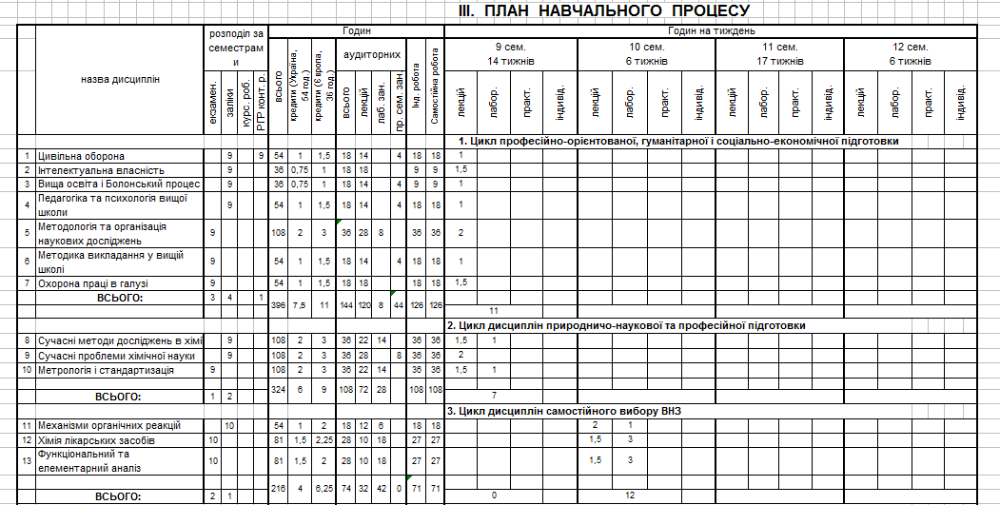 III. ПЛАН НАВЧАЛЬНОГО ПРОЦЕСУ
назва дисциплін
розподіл за
семестрам
и
Годин
Годин на тиждень
екзамен.
заліки
курс. роб.
РГР контр. р.
всього
кредити (Україна, 54 год.)
кредити (Європа, 36 год.)
аудиторних
всього
лекцій
лаб. зан.
пр. сем. зан.
Інд. робота
Самостійна робота
9 сем.
14 тижнів
10 сем.
6 тижнів
11 сем.
17 тижнів
12 сем.
6 тижнів
лекцій лабор. практ. індивід. лекцій лабор. практ. індивід. лекцій лабор. практ. індивід. лекцій лабор. практ. індивід.
1. Цикл професійно-орієнтованої, гуманітарної і соціально-економічної підготовки
1 Цивільна оборона 9 9 54 1 1,5 18 14 4 18 18 1
2 Інтелектуальна власність 9 36 0,75 1 18 18 9 9 1,5
3 Вища освіта і Болонський процес 9 36 0,75 1 18 14 4 9 9 1
4 Педагогіка та психологія вищої
школи 9 54 1 1,5 18 14 4 18 18 1
5 Методологія та організація
наукових досліджень 9 108 2 3 36 28 8 36 36 2
6 Методика викладання у вищій
школі 9 54 1 1,5 18 14 4 18 18 1
7 Охорона праці в галузі 9 54 1 1,5 18 18 18 18 1,5
ВСЬОГО: 3 4 1 396 7,5 11 144 120 8 44 126 126
11
2. Цикл дисциплін природничо-наукової та професійної підготовки
8 Сучасні методи досліджень в хімі 9 108 2 3 36 22 14 36 36 1,5 1
9 Сучасні проблеми хімічної науки 9 108 2 3 36 28 8 36 36 2
10 Метрологія і стандартизація 9 108 2 3 36 22 14 36 36 1,5 1
324 6 9 108 72 28 108 108
ВСЬОГО: 1 2 7
3. Цикл дисциплін самостійного вибору ВНЗ
11 Механізми органічних реакцій 10 54 1 2 18 12 6 18 18 2 1
12 Хімія лікарських засобів 10 81 1,5 2,25 28 10 18 27 27 1,5 3
13 Функціональний та
елементарний аналіз 10 81 1,5 2 28 10 18 27 27 1,5 3
216 4 6,25 74 32 42 0 71 71
ВСЬОГО: 2 1 0 12